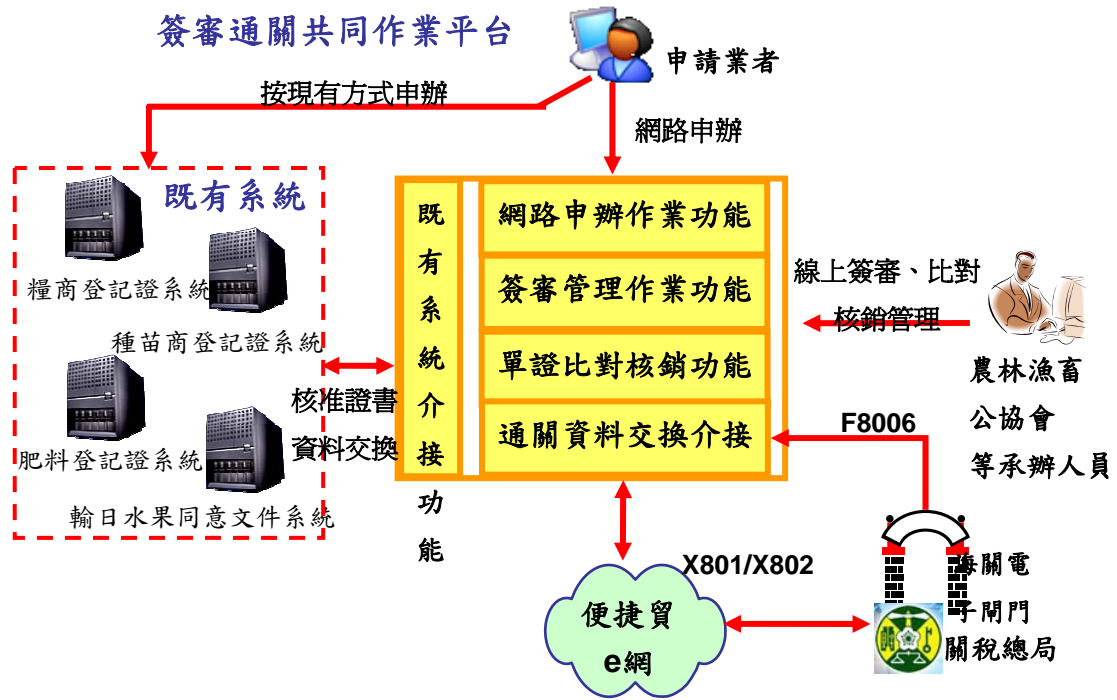 簽審通關共同作業平台
申請業者
按現有方式申辦
網路申辦
既有系統
糧商登記證系統
種苗商登記證系統
肥料登記證系統
輸日水果同意文件系統
核准證書
資料交換
既有系統介接功能
網路申辦作業功能
簽審管理作業功能
單證比對核銷功能
通關資料交換介接
線上簽審、比對
核銷管理
農林漁畜
公協會
等承辦人員
F8006
X801/X802
便捷貿
e網
海關電
子閘門
關稅總局